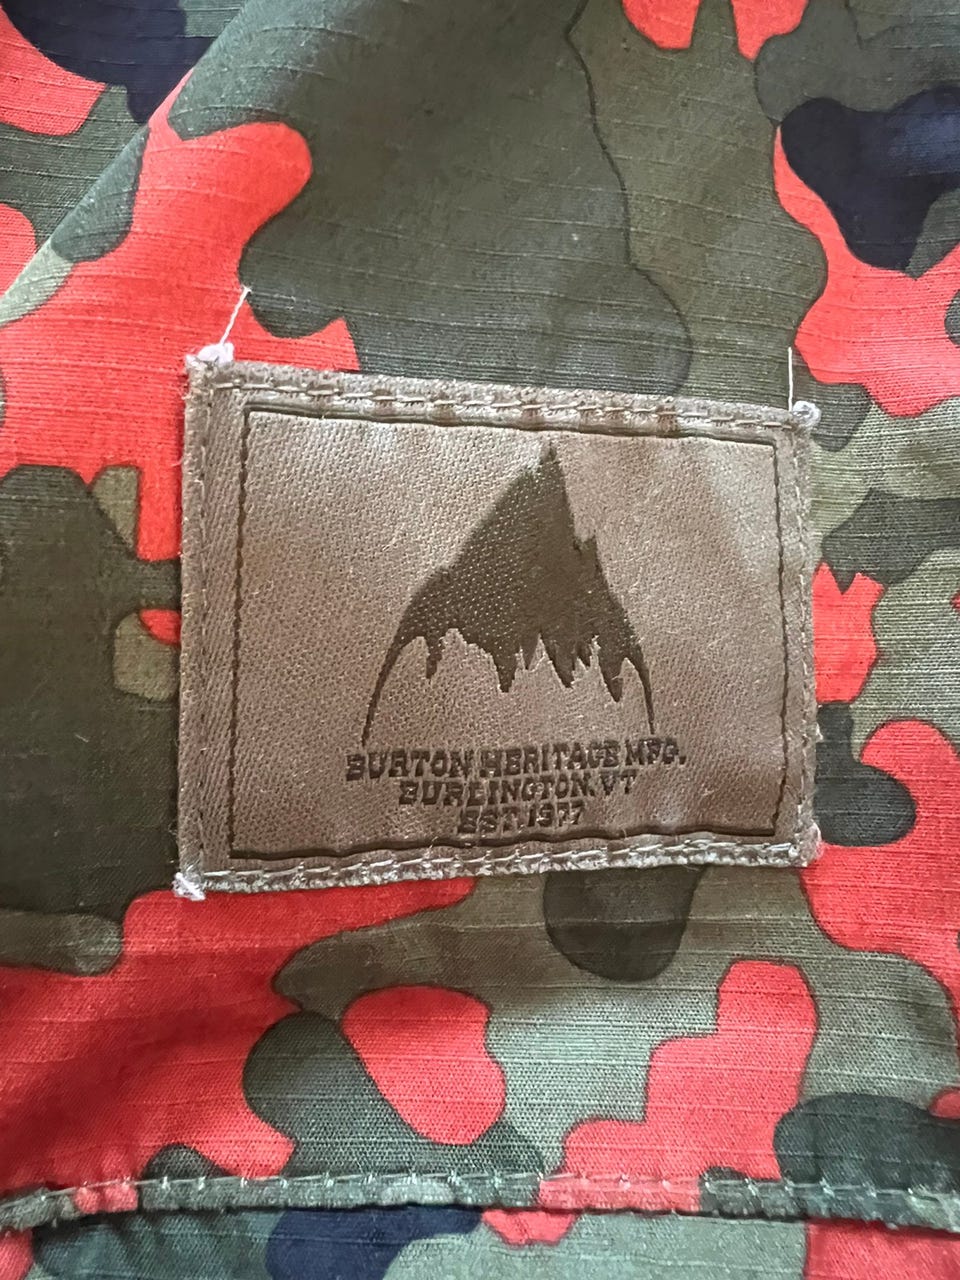 BURTON HERITAGE MFG.
BURLINGTON. VT
EST. 1977